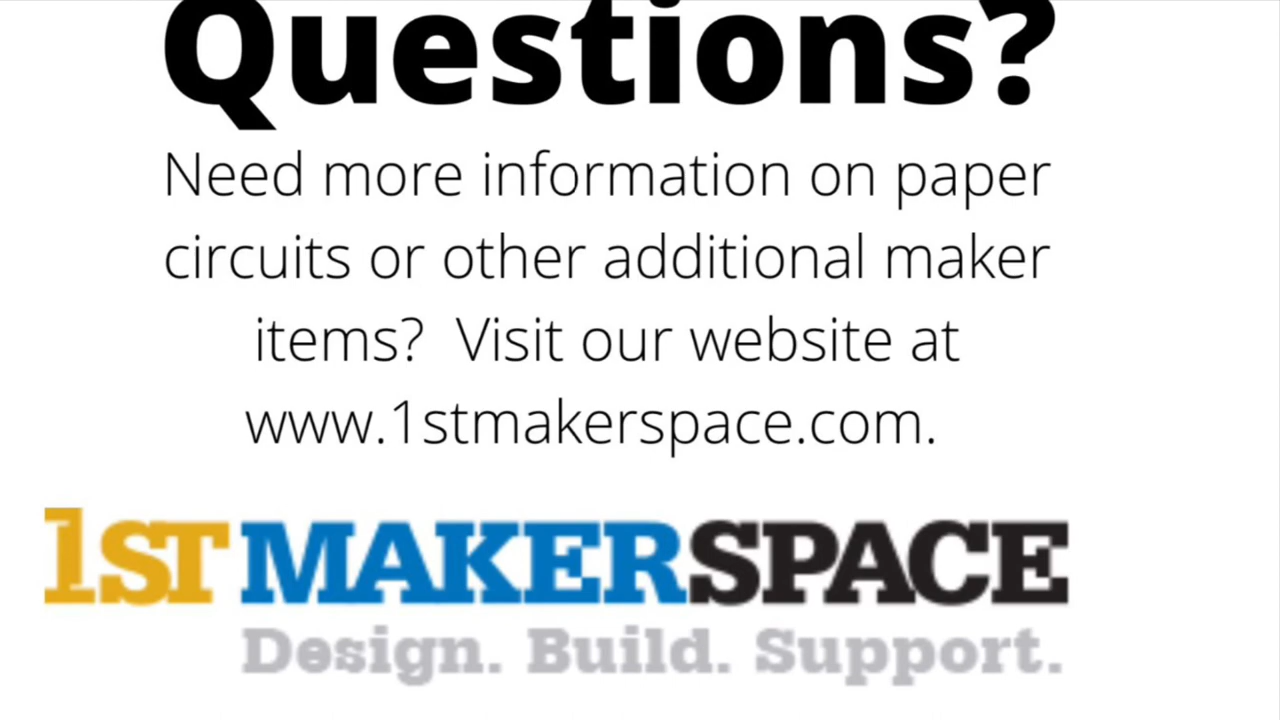 Questions?
Need more information on paper
circuits or other additional maker
items?  Visit our website at
www.1stmakerspace.com.
1ST MAKERSPACE
Design. Build. Support.